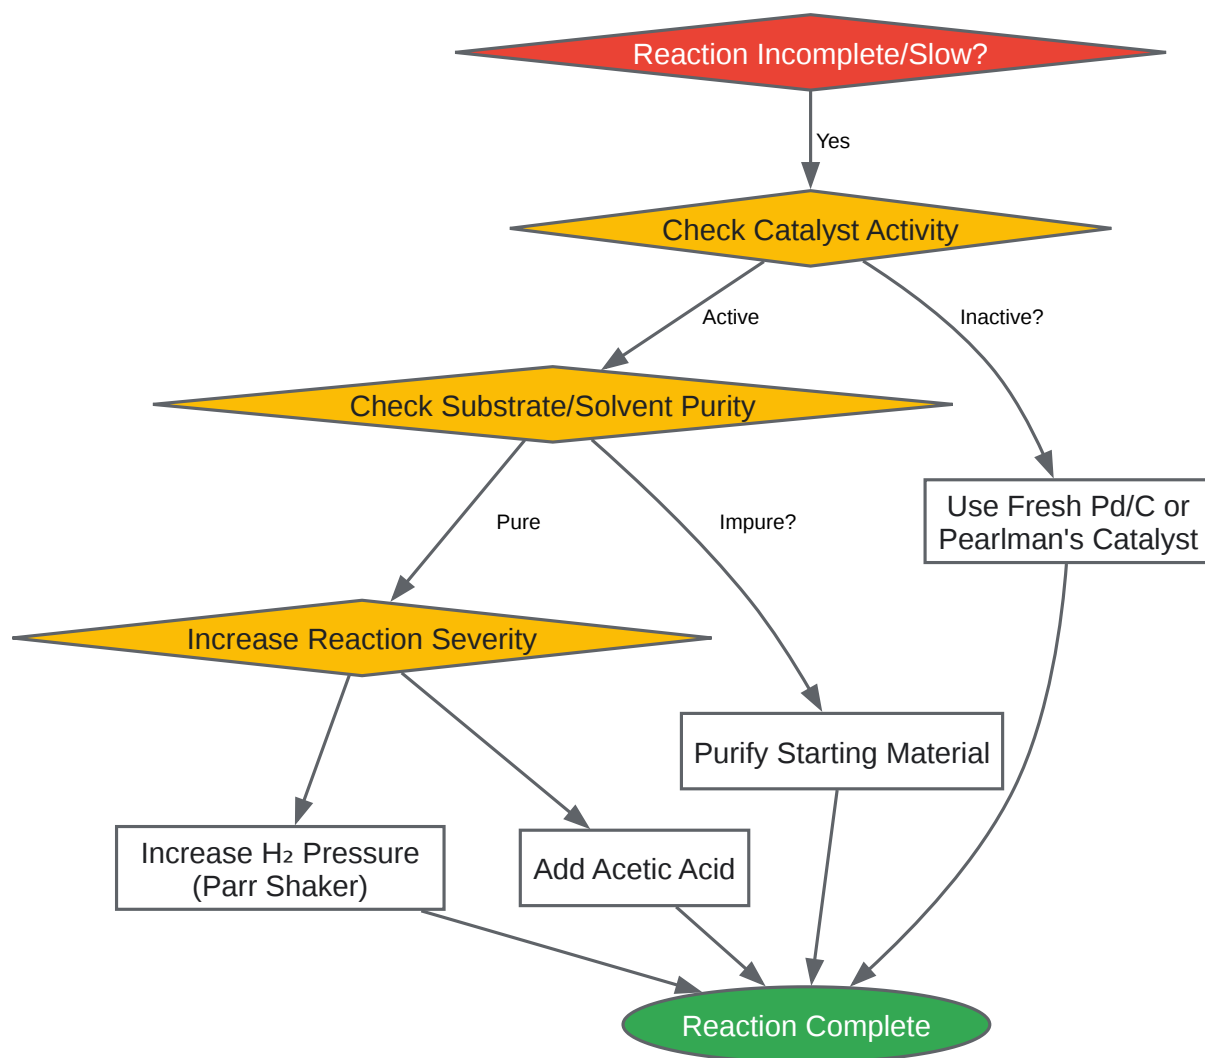 Reaction Incomplete/Slow?
Yes
Check Catalyst Activity
Active
Inactive?
Check Substrate/Solvent Purity
Use Fresh Pd/C or
Pearlman's Catalyst
Pure
Impure?
Increase Reaction Severity
Purify Starting Material
Increase H₂ Pressure
(Parr Shaker)
Add Acetic Acid
Reaction Complete